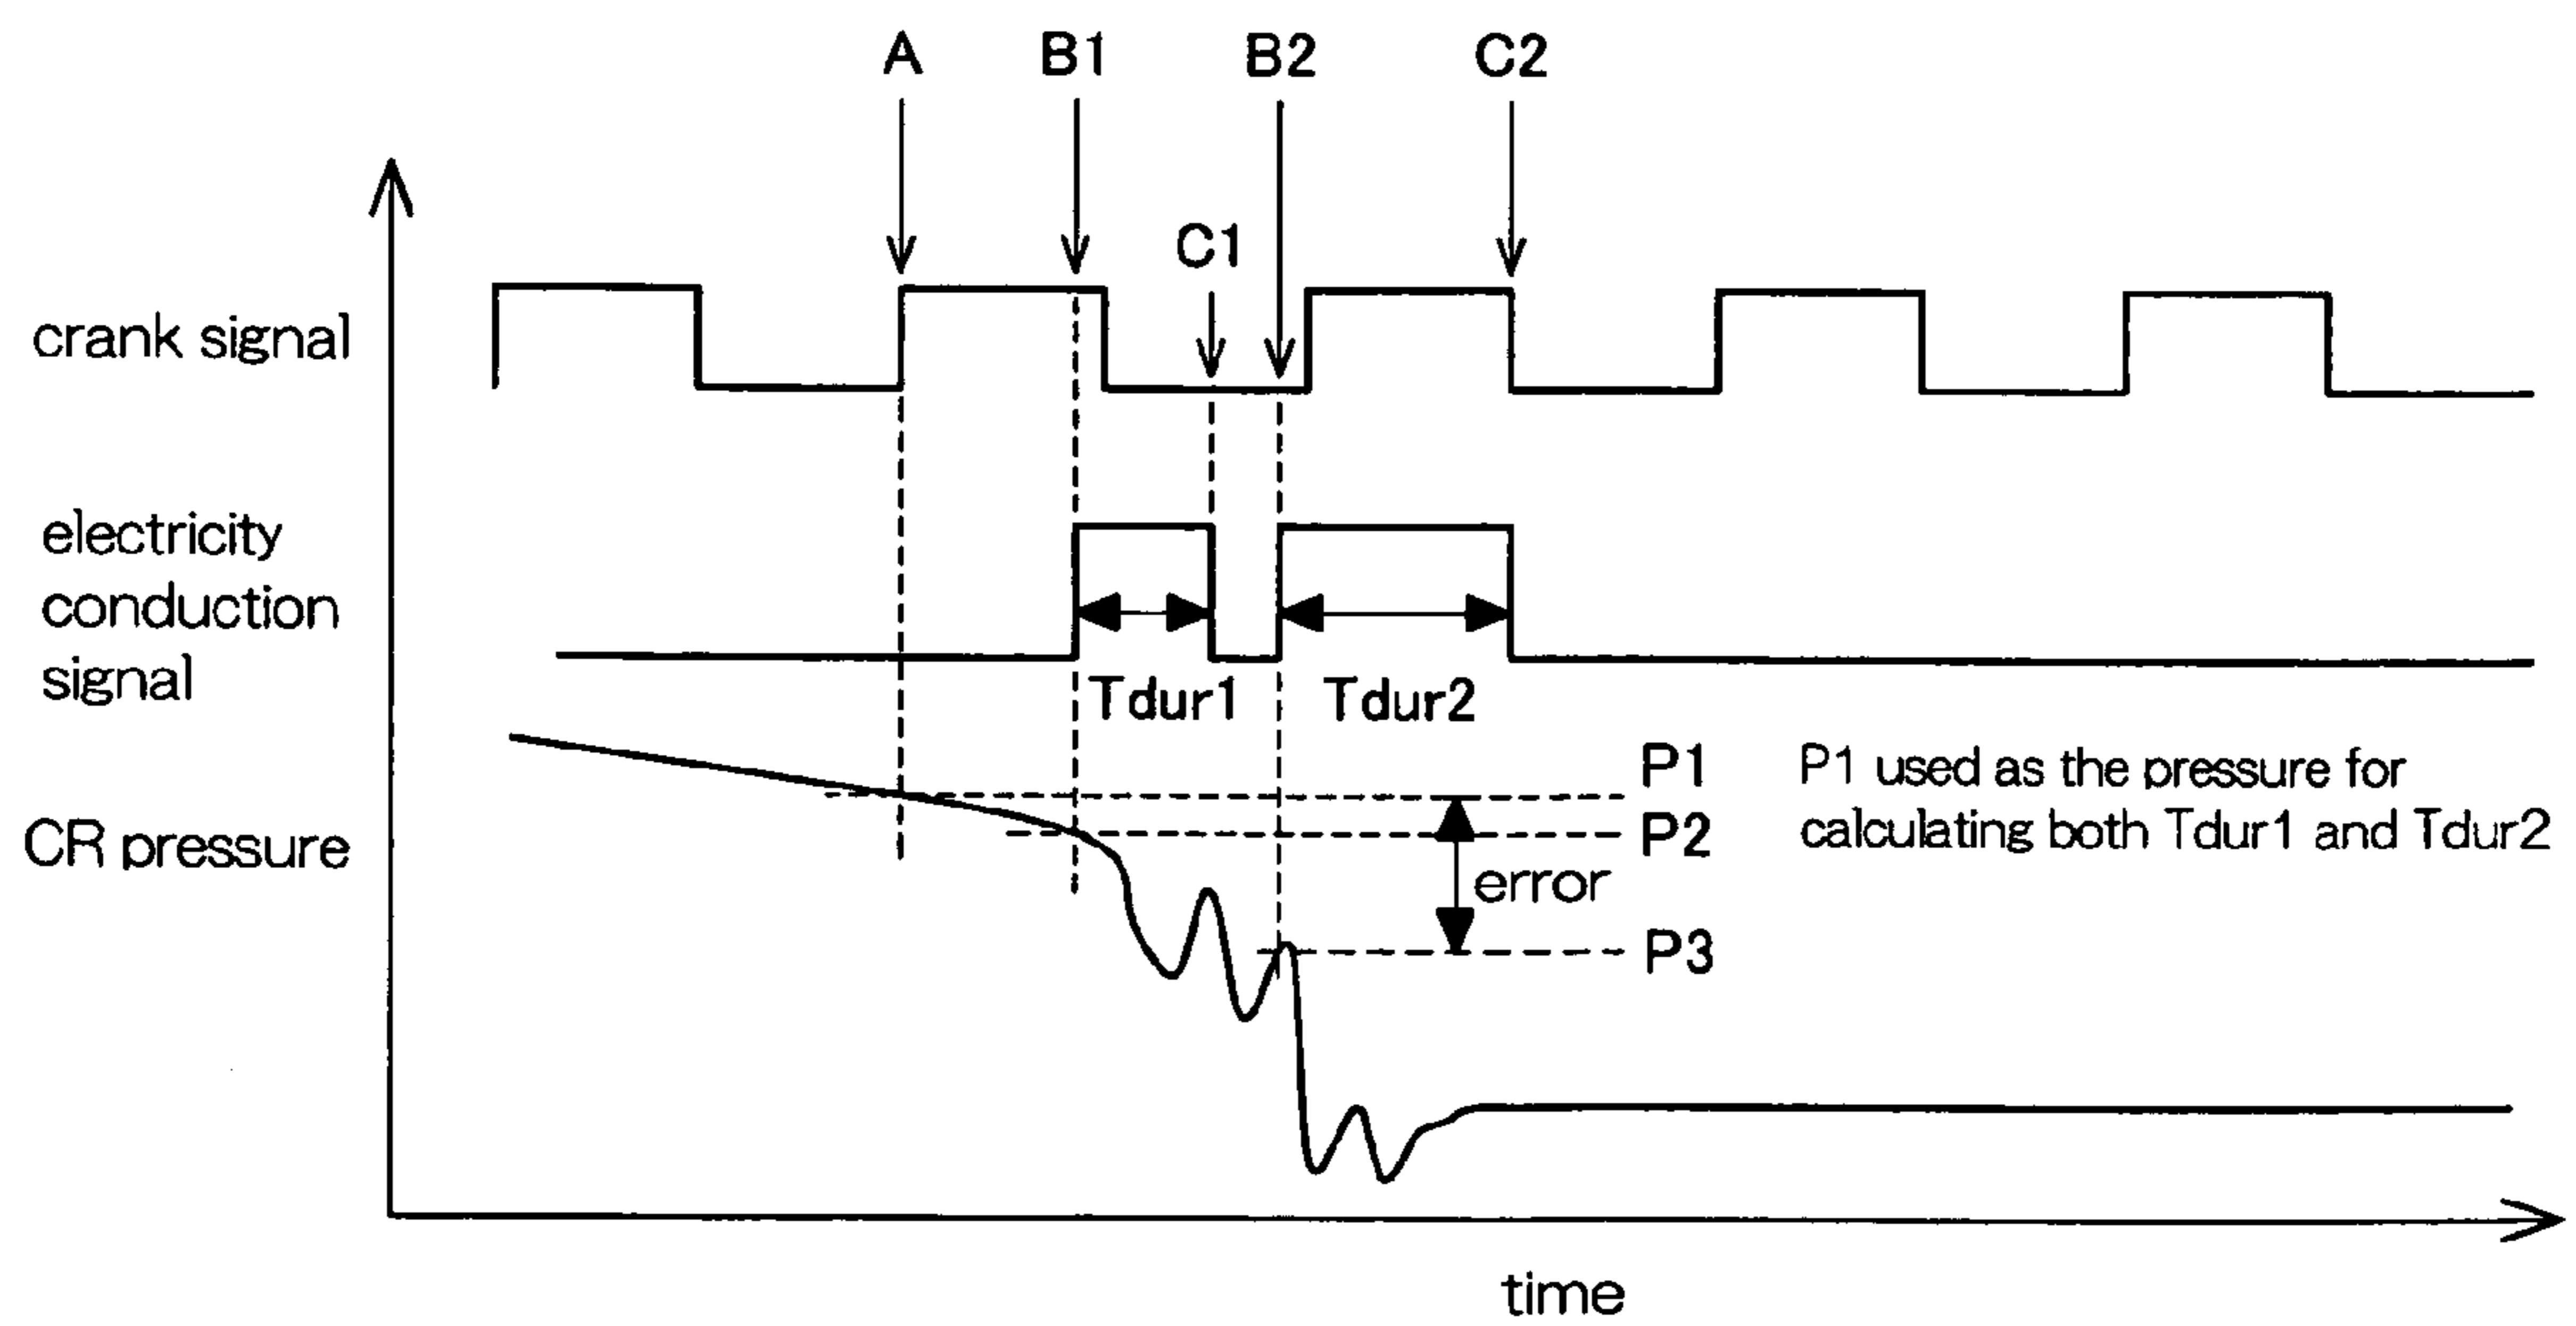 A
B1
B2
C2
C1
crank signal
electricity
conduction
signal
Tdur1
Tdur2
P1
P1 used as the pressure for
calculating both Tdur1 and Tdur2
P2
CR pressure
error
P3
time